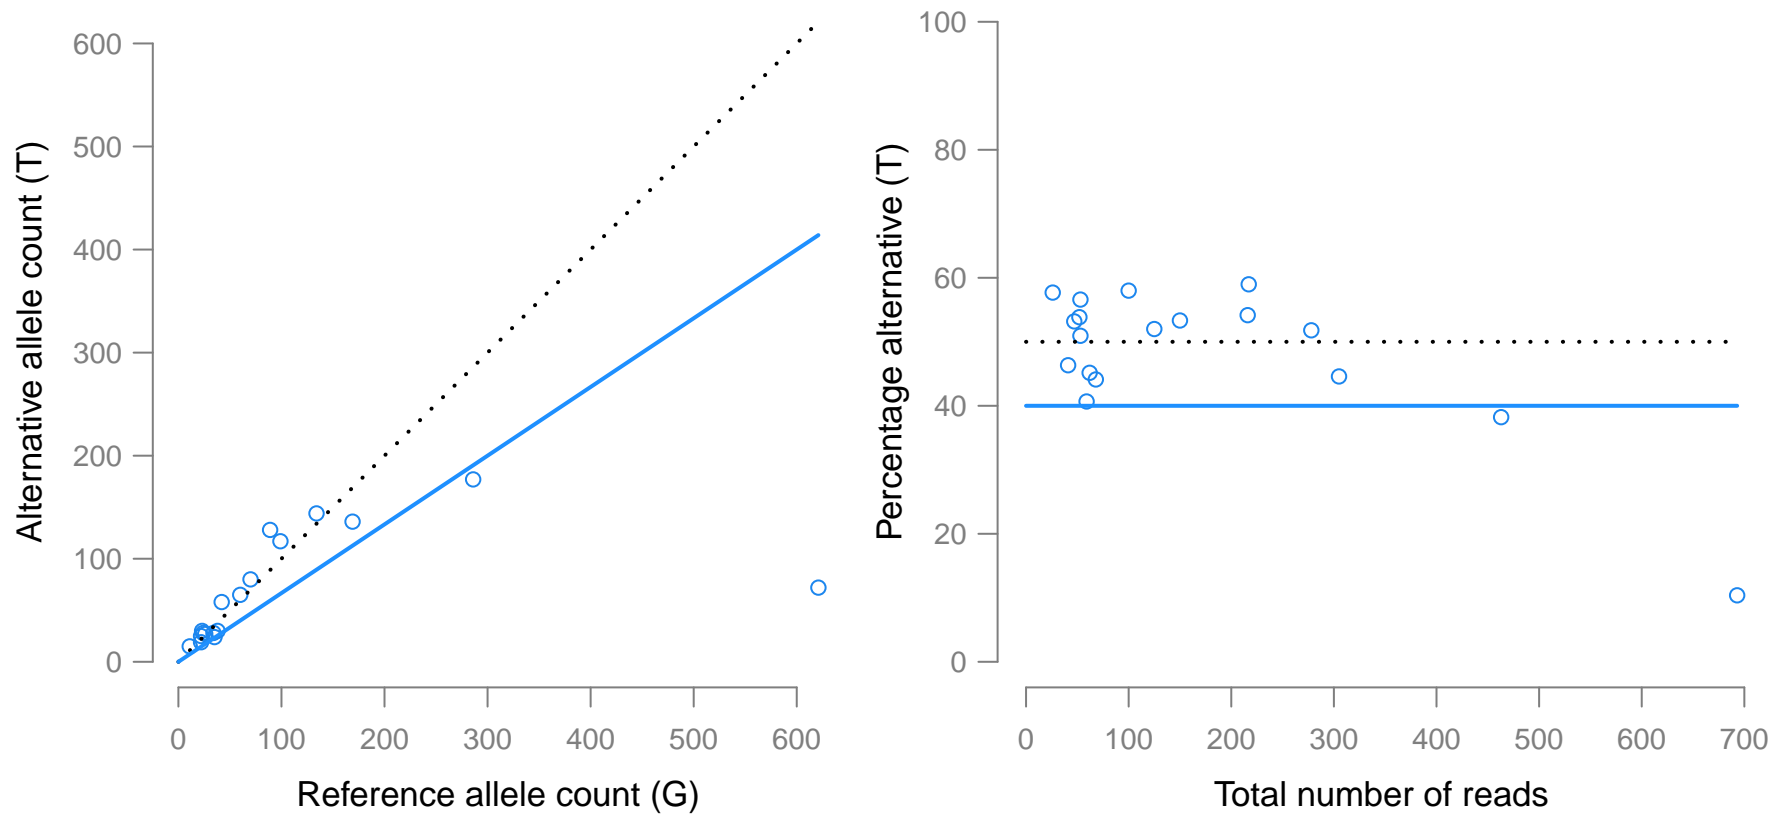 Alternative allele count (T)
600
500
400
300
200
100
0
0 100 200 300 400 500 600
Reference allele count (G)
Percentage alternative (T)
100
80
60
40
20
0
0 100 200 300 400 500 600 700
Total number of reads